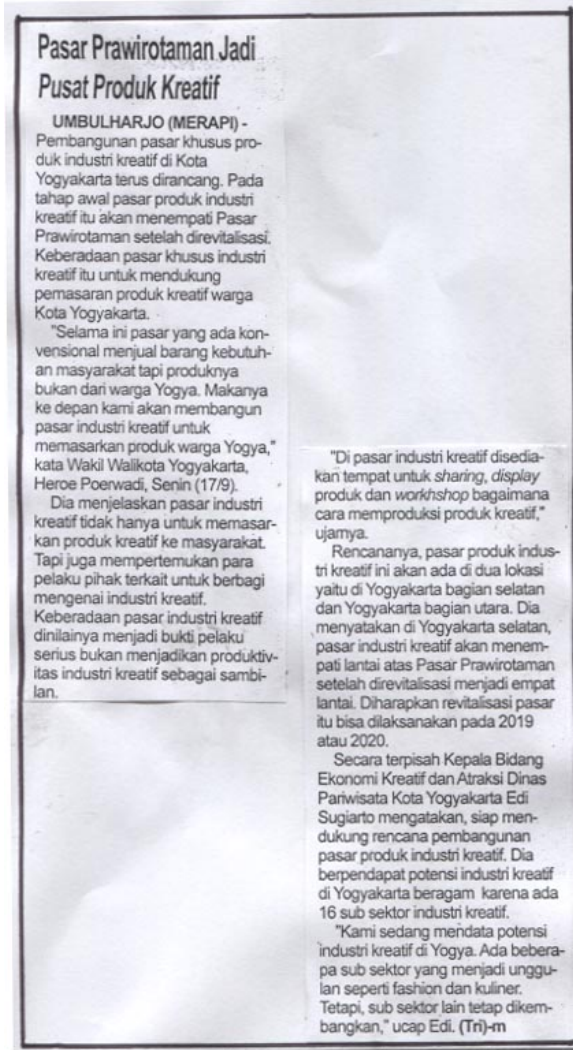 Pasar Prawirotaman Jadi
Pusat Produk Kreatif
UMBULHARJO (MERAPI) -
Pembangunan pasar khusus pro-
duk industri kreatif di Kota
Yogyakarta terus dirancang. Pada
tahap awal pasar produk industri
kreatif itu akan menempati Pasar
Prawirotaman setelah direvitalisasi.
Keberadaan pasar khusus industri
kreatif itu untuk mendukung
pemasaran produk kreatif warga
Kota Yogyakarta.
"Selama ini pasar yang ada kon-
vensional menjual barang kebutuh-
an masyarakat tapi produknya
bukan dari warga Yogya. Makanya
ke depan kami akan membangun
pasar industri kreatif untuk
memasarkan produk warga Yogya,"
kata Wakil Walikota Yogyakarta,
Heroe Poerwadi, Senin (17/9).
Dia menjelaskan pasar industri
kreatif tidak hanya untuk memasar-
kan produk kreatif ke masyarakat.
Tapi juga mempertemukan para
pelaku pihak terkait untuk berbagi
mengenai industri kreatif.
Keberadaan pasar industri kreatif
dinilainya menjadi bukti pelaku
serius bukan menjadikan produktiv-
itas industri kreatif sebagai sambi-
lan.
"Di pasar industri kreatif disedia-
kan tempat untuk sharing, display
produk dan workhshop bagaimana
cara memproduksi produk kreatif,"
ujarnya.
Rencananya, pasar produk indus-
tri kreatif ini akan ada di dua lokasi
yaitu di Yogyakarta bagian selatan
dan Yogyakarta bagian utara. Dia
menyatakan di Yogyakarta selatan,
pasar industri kreatif akan menem-
pati lantai atas Pasar Prawirotaman
setelah direvitalisasi menjadi empat
lantai. Diharapkan revitalisasi pasar
itu bisa dilaksanakan pada 2019
atau 2020.
Secara terpisah Kepala Bidang
Ekonomi Kreatif dan Atraksi Dinas
Pariwisata Kota Yogyakarta Edi
Sugiarto mengatakan, siap men-
dukung rencana pembangunan
pasar produk industri kreatif. Dia
berpendapat potensi industri kreatif
di Yogyakarta beragam karena ada
16 sub sektor industri kreatif.
"Kami sedang mendata potensi
industri kreatif di Yogya. Ada bebera-
pa sub sektor yang menjadi unggu-
lan seperti fashion dan kuliner.
Tetapi, sub sektor lain tetap dikem-
bangkan," ucap Edi. (Tri)-m